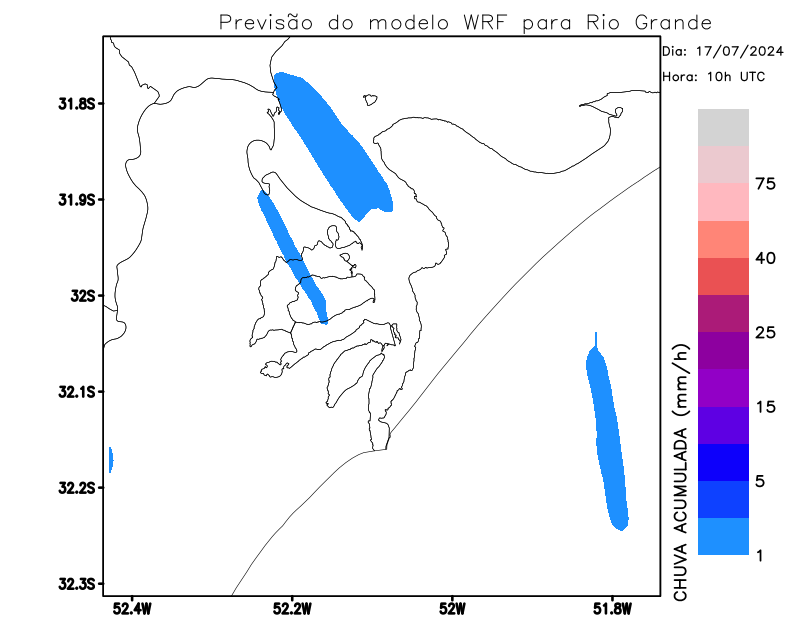 Previsão do modelo WRF para Rio Grande
Dia: 17/07/2024
Hora: 10h UTC
31.8S
31.9S
32S
32.1S
32.2S
32.3S
52.4W
52.2W
52W
51.8W
75
40
25
15
5
1
CHUVA ACUMULADA (mm/h)